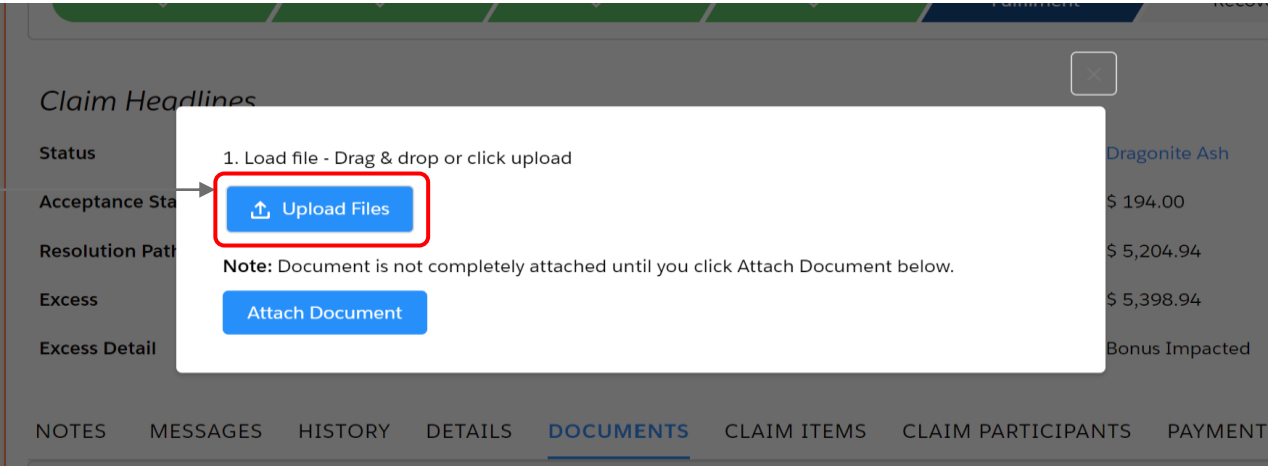 Fulfilment
Claim Headlines
Status
Dragonite Ash
1. Load file - Drag & drop or click upload
Acceptance Sta
$ 194.00
Upload Files
Resolution Path
$ 5,204.94
Note: Document is not completely attached until you click Attach Document below.
Excess
$ 5,398.94
Attach Document
Excess Detail
Bonus Impacted
NOTES MESSAGES HISTORY DETAILS DOCUMENTS CLAIM ITEMS CLAIM PARTICIPANTS PAYMENT